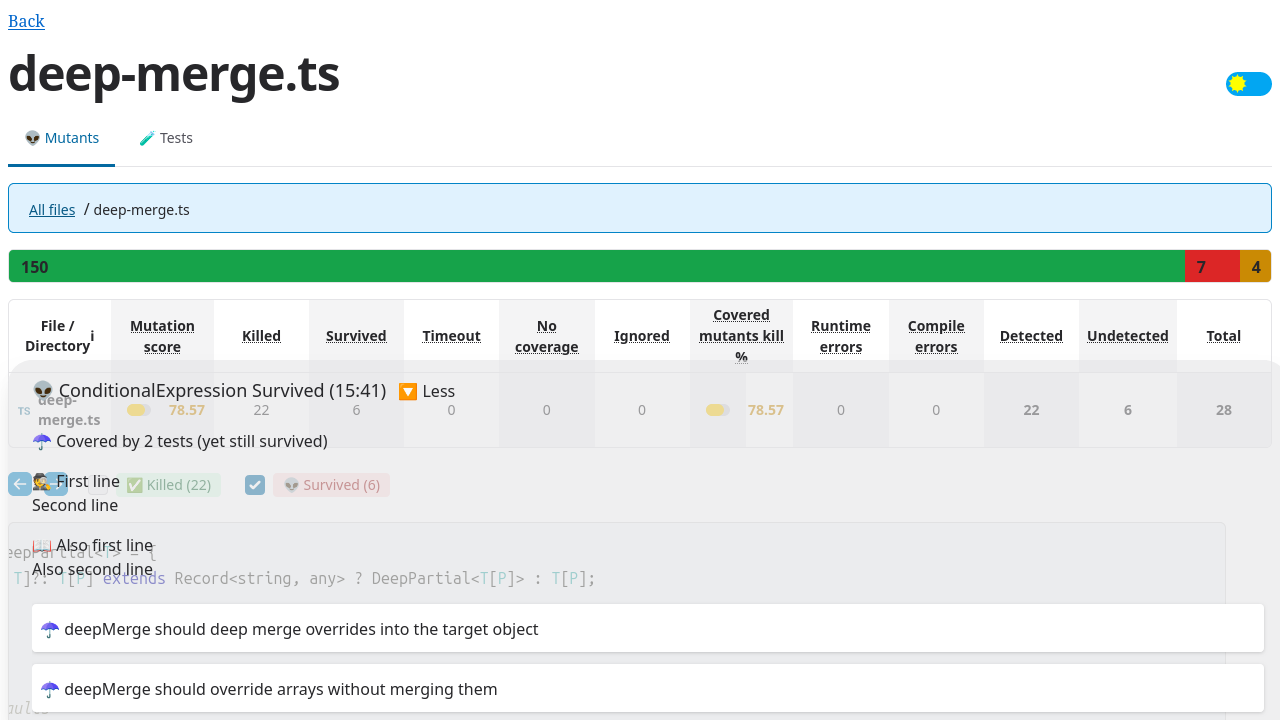 Back
deep-merge.ts
👽 Mutants 🧪 Tests
All files / deep-merge.ts
150 7 4
File / Directory i Mutation score Killed Survived Timeout No coverage Ignored Covered mutants kill % Runtime errors Compile errors Detected Undetected Total
TS deep-merge.ts 78.57 22 6 0 0 0 78.57 0 0 22 6 28
👽 ConditionalExpression Survived (15:41) 🔽 Less
☂️ Covered by 2 tests (yet still survived)
✅ Killed (22) 👽 Survived (6)
🕵️ First line
Second line
📖 Also first line
Also second line
eepPartial<T> = {
T]?: T[P] extends Record<string, any> ? DeepPartial<T[P]> : T[P];
☂️ deepMerge should deep merge overrides into the target object
☂️ deepMerge should override arrays without merging them